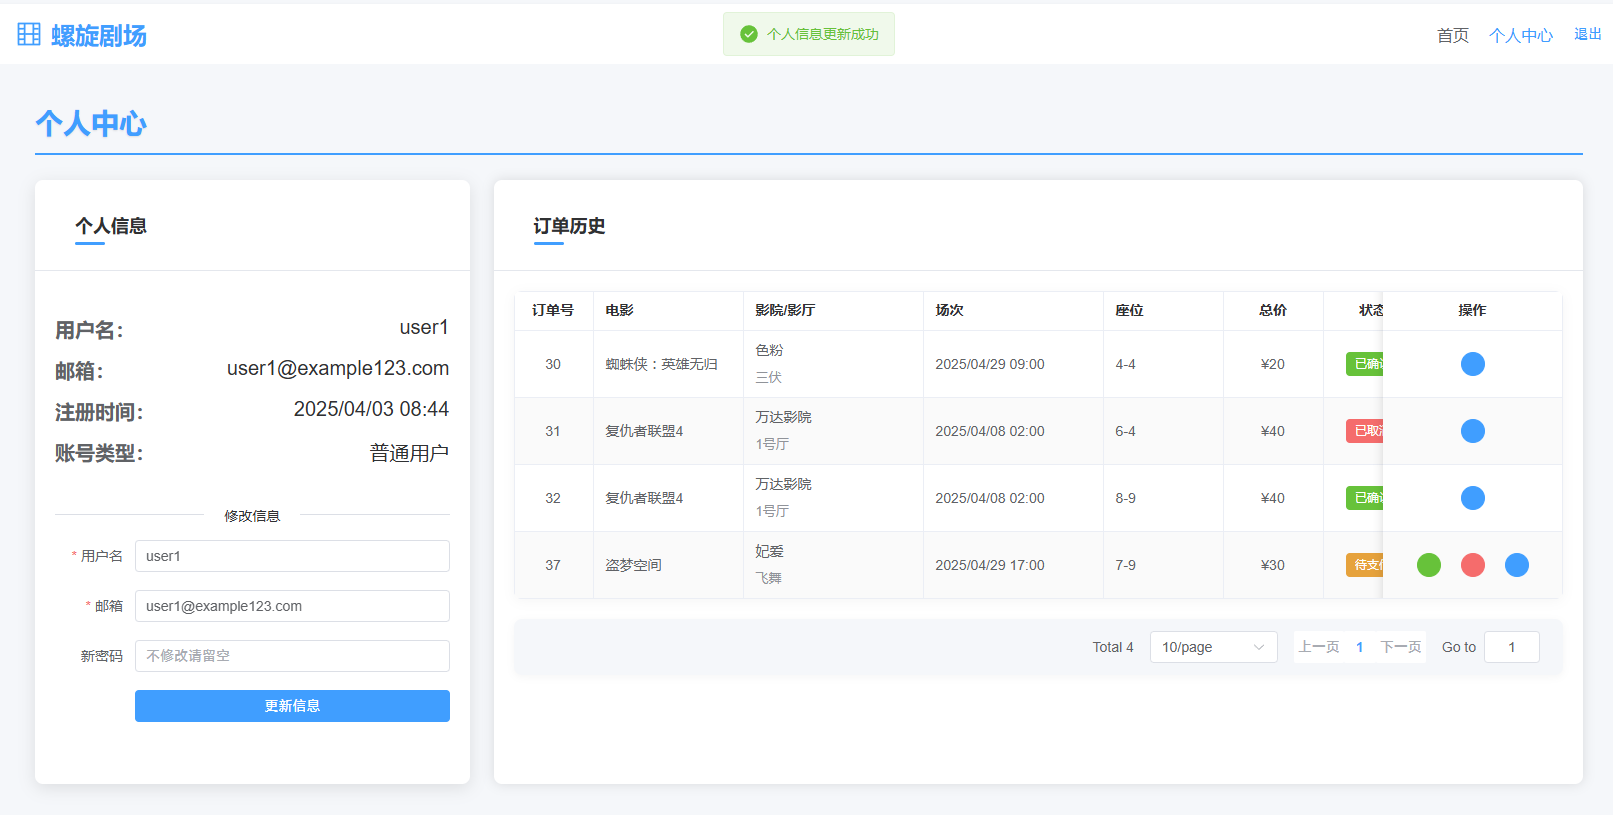 螺旋剧场
个人信息更新成功
首页 个人中心 退出
个人中心
个人信息
用户名： user1
邮箱： user1@example123.com
注册时间： 2025/04/03 08:44
账号类型： 普通用户
修改信息
* 用户名 user1
* 邮箱 user1@example123.com
新密码 不修改请留空
更新信息
订单历史
订单号 电影 影院/影厅 场次 座位 总价 状态 操作
30 蜘蛛侠：英雄无归 色粉 三伏 2025/04/29 09:00 4-4 ¥20 已确
31 复仇者联盟4 万达影院 1号厅 2025/04/08 02:00 6-4 ¥40 已取
32 复仇者联盟4 万达影院 1号厅 2025/04/08 02:00 8-9 ¥40 已确
37 盗梦空间 妃爱 飞舞 2025/04/29 17:00 7-9 ¥30 待支
Total 4 10/page 上一页 1 下一页 Go to 1